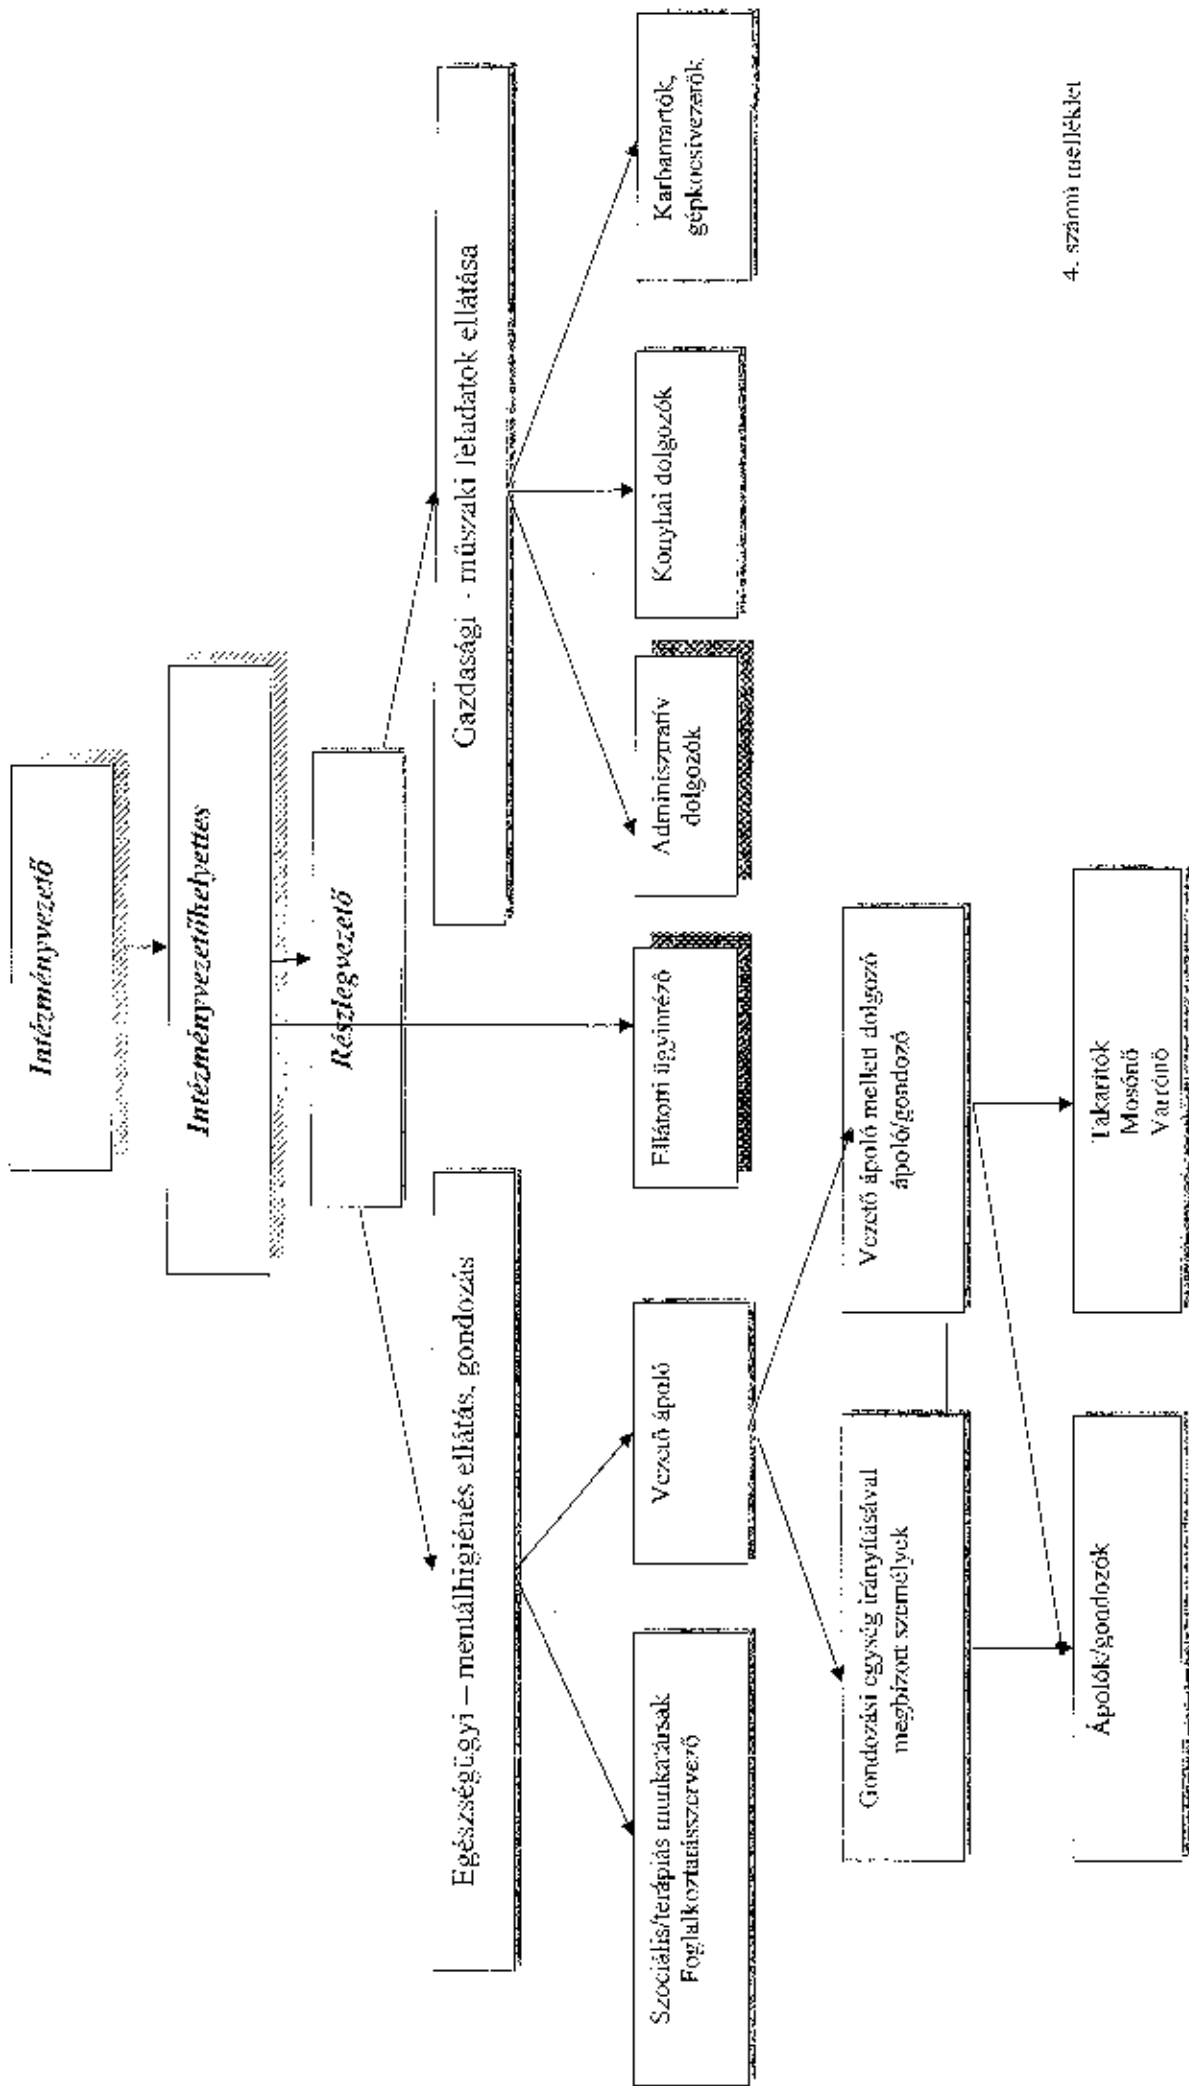 Intézményvezető
Intézményvezetőhelyettes
Részlegvezető
Egészségügyi – mentálhigiénés ellátás, gondozás
Gazdasági - műszaki feladatok ellátása
Szociális/terápiás munkatársak
Foglalkoztatásszervező
Vezető ápoló
Ellátotti ügyintéző
Adminisztratív
dolgozók
Konyhai dolgozók
Karbantartók,
gépkocsivezetők
Gondozási egység irányításával
megbízott személyek
Vezető ápoló mellett dolgozó
ápoló/gondozó
Ápolók/gondozók
Takarítók
Mosónő
Varrónő
4. számú melléklet